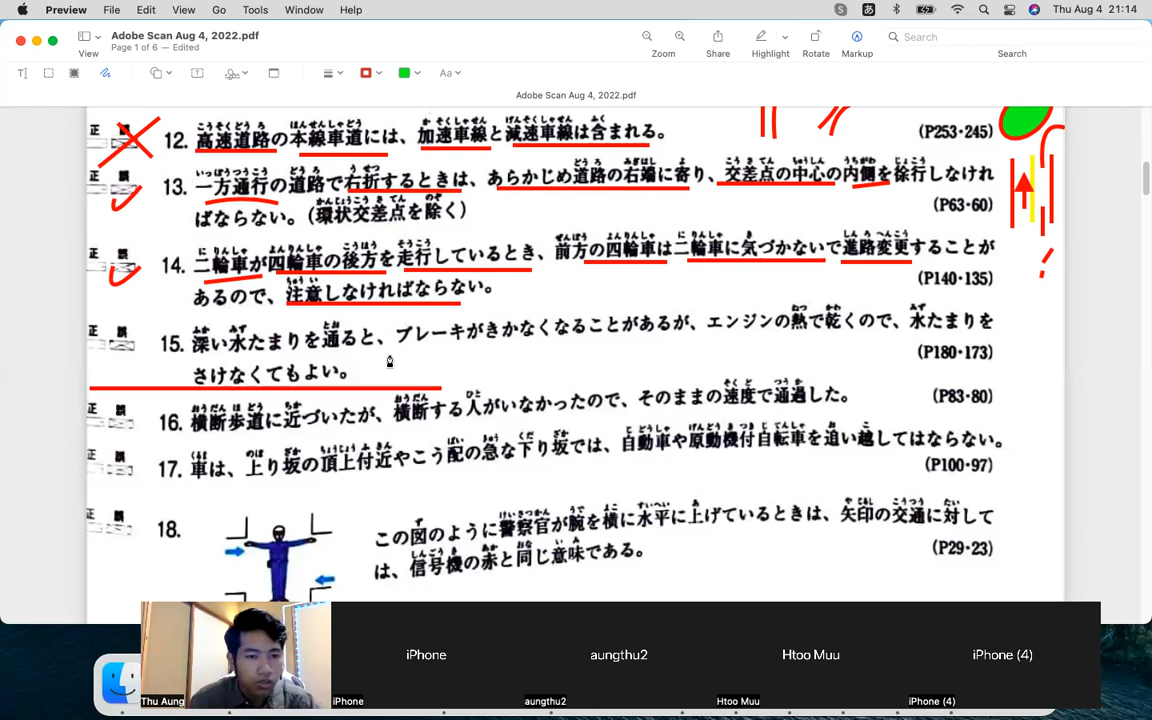 Preview File Edit View Go Tools Window Help Thu Aug 4 21:14
Adobe Scan Aug 4, 2022.pdf
Page 1 of 6 — Edited
View Zoom Share Highlight Rotate Markup Search
Search
Aa
Adobe Scan Aug 4, 2022.pdf
正 誤 12. 高速道路の本線車道には、加速車線と減速車線は含まれる。 (P253・245)
正 誤 13. 一方通行の道路で右折するときは、あらかじめ道路の右端に寄り、交差点の中心の内側を徐行しなけれ
ばならない。(環状交差点を除く) (P63・60)
正 誤 14. 二輪車が四輪車の後方を走行しているとき、前方の四輪車は二輪車に気づかないで進路変更することが
あるので、注意しなければならない。 (P140・135)
正 誤 15. 深い水たまりを通ると、ブレーキがきかなくなることがあるが、エンジンの熱で乾くので、水たまりを
さけなくてもよい。 (P180・173)
正 誤 16. 横断歩道に近づいたが、横断する人がいなかったので、そのままの速度で通過した。 (P83・80)
正 誤 17. 車は、上り坂の頂上付近やこう配の急な下り坂では、自動車や原動機付自転車を追い越してはならない。
(P100・97)
正 誤 18. この図のように警察官が腕を横に水平に上げているときは、矢印の交通に対して
は、信号機の赤と同じ意味である。 (P29・23)
Thu Aung
iPhone
iPhone
aungthu2
aungthu2
Htoo Muu
Htoo Muu
iPhone (4)
iPhone (4)